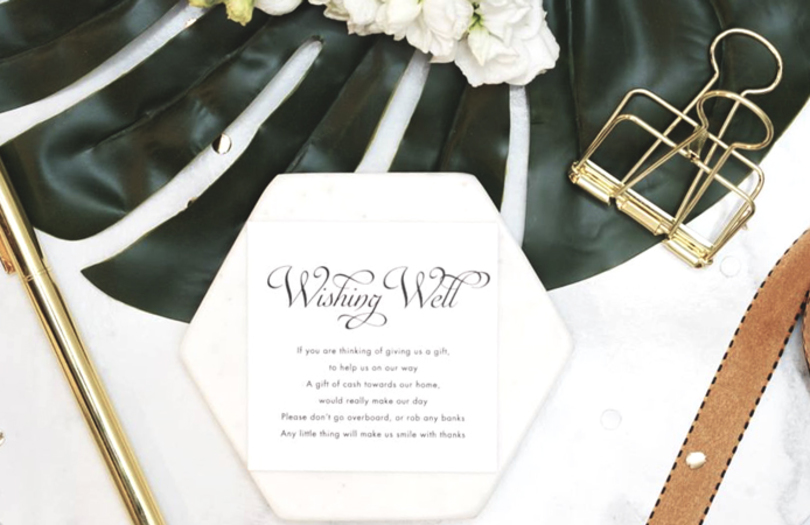 Wishing Well
If you are thinking of giving us a gift,
to help us on our way
A gift of cash towards our home,
would really make our day
Please don't go overboard, or rob any banks
Any little thing will make us smile with thanks